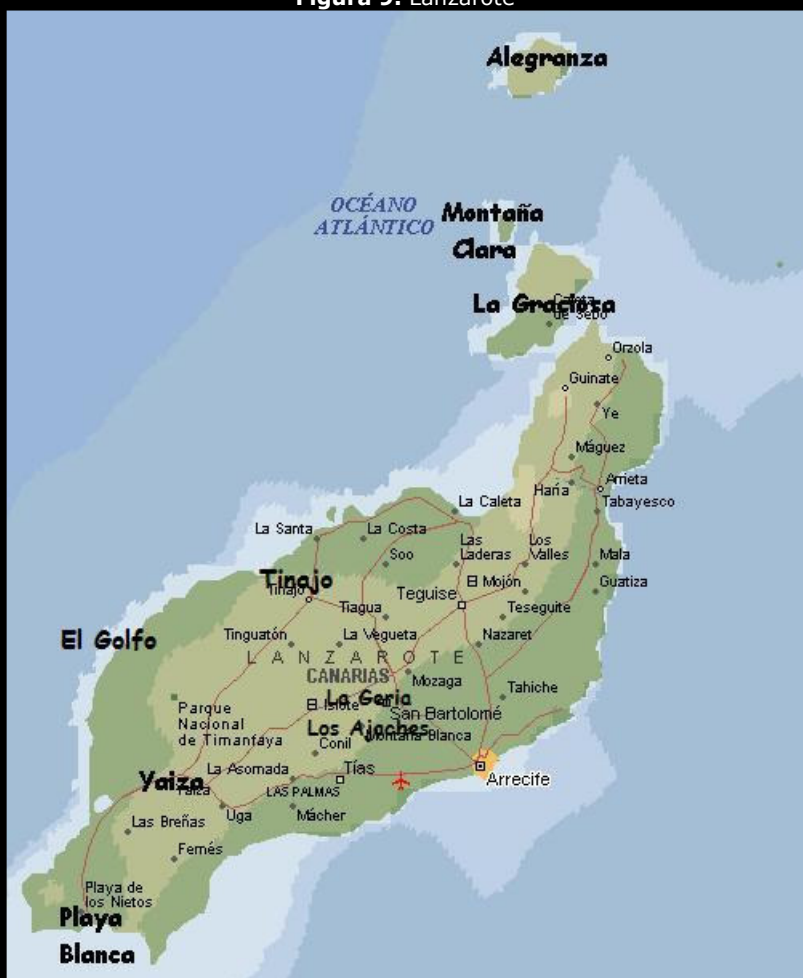 Figura 9. Lanzarote
Alegranza
OCÉANO
ATLÁNTICO
Montaña
Clara
La Graciosa
Caleta
de Sebo
Orzola
Guinate
Ye
Máguez
Haría
Arrieta
Tabayesco
La Caleta
La Santa
La Costa
Las
Laderas
Los
Valles
Soo
Mala
El Mojón
Guatiza
Tinajo
Tinajo
Teguise
Tiagua
Teseguite
El Golfo
Tinguatón
La Vegueta
Nazaret
LANZAROTE
CANARIAS
Mozaga
Tahiche
Parque
Nacional
de Timanfaya
La Geria
El Islote
San Bartolomé
Los Ajaches
Montaña Blanca
Conil
La Asomada
Tías
Arrecife
Yaiza
Yaiza
LAS PALMAS
Uga
Mácher
Las Breñas
Femés
Playa de
los Nietos
Playa
Blanca